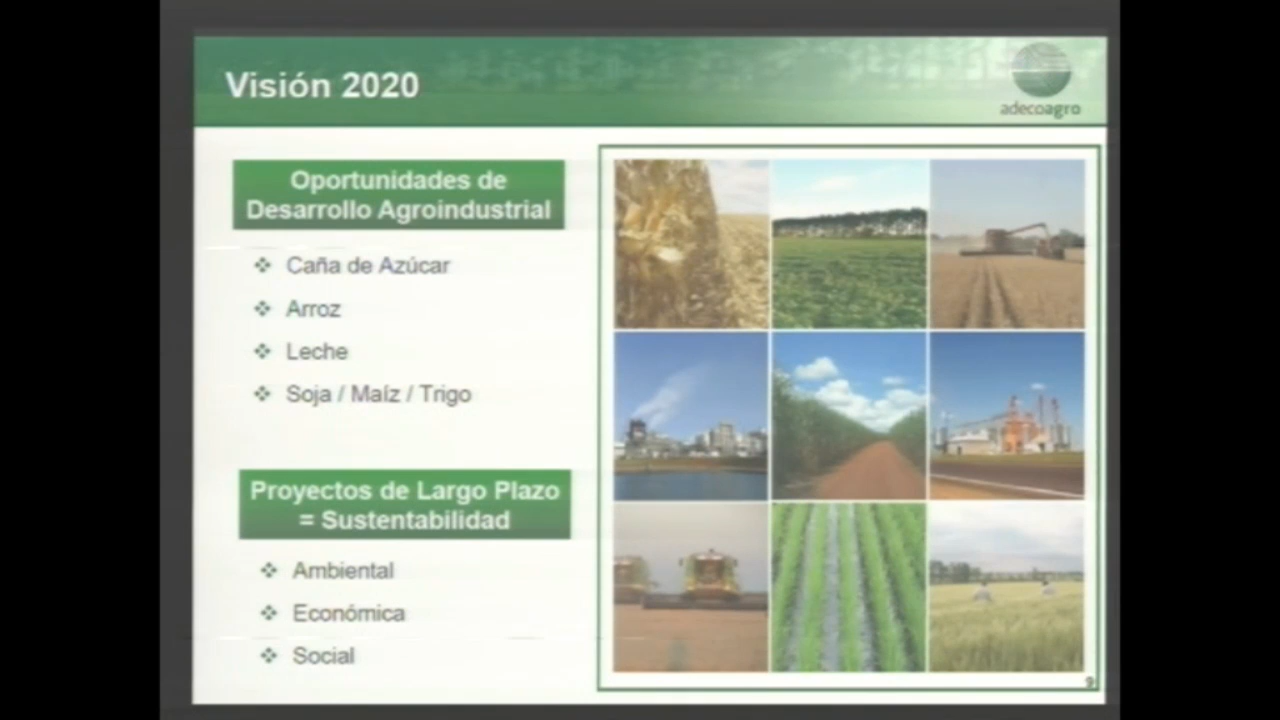 Visión 2020
adecoagro
Oportunidades de
Desarrollo Agroindustrial
❖ Caña de Azúcar
❖ Arroz
❖ Leche
❖ Soja / Maíz / Trigo
Proyectos de Largo Plazo
= Sustentabilidad
❖ Ambiental
❖ Económica
❖ Social
9